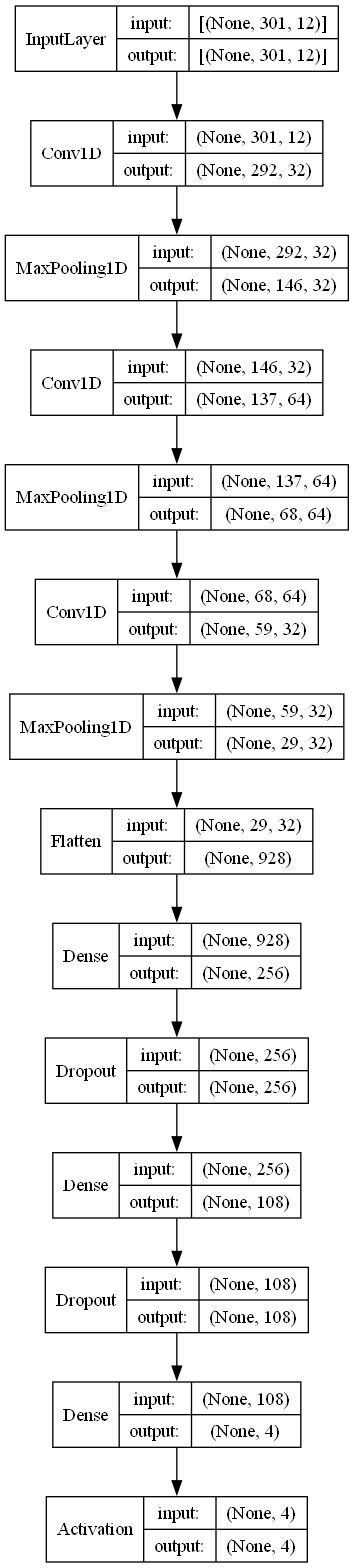 InputLayer
input: [(None, 301, 12)]
output: [(None, 301, 12)]
Conv1D
input: (None, 301, 12)
output: (None, 292, 32)
MaxPooling1D
input: (None, 292, 32)
output: (None, 146, 32)
Conv1D
input: (None, 146, 32)
output: (None, 137, 64)
MaxPooling1D
input: (None, 137, 64)
output: (None, 68, 64)
Conv1D
input: (None, 68, 64)
output: (None, 59, 32)
MaxPooling1D
input: (None, 59, 32)
output: (None, 29, 32)
Flatten
input: (None, 29, 32)
output: (None, 928)
Dense
input: (None, 928)
output: (None, 256)
Dropout
input: (None, 256)
output: (None, 256)
Dense
input: (None, 256)
output: (None, 108)
Dropout
input: (None, 108)
output: (None, 108)
Dense
input: (None, 108)
output: (None, 4)
Activation
input: (None, 4)
output: (None, 4)